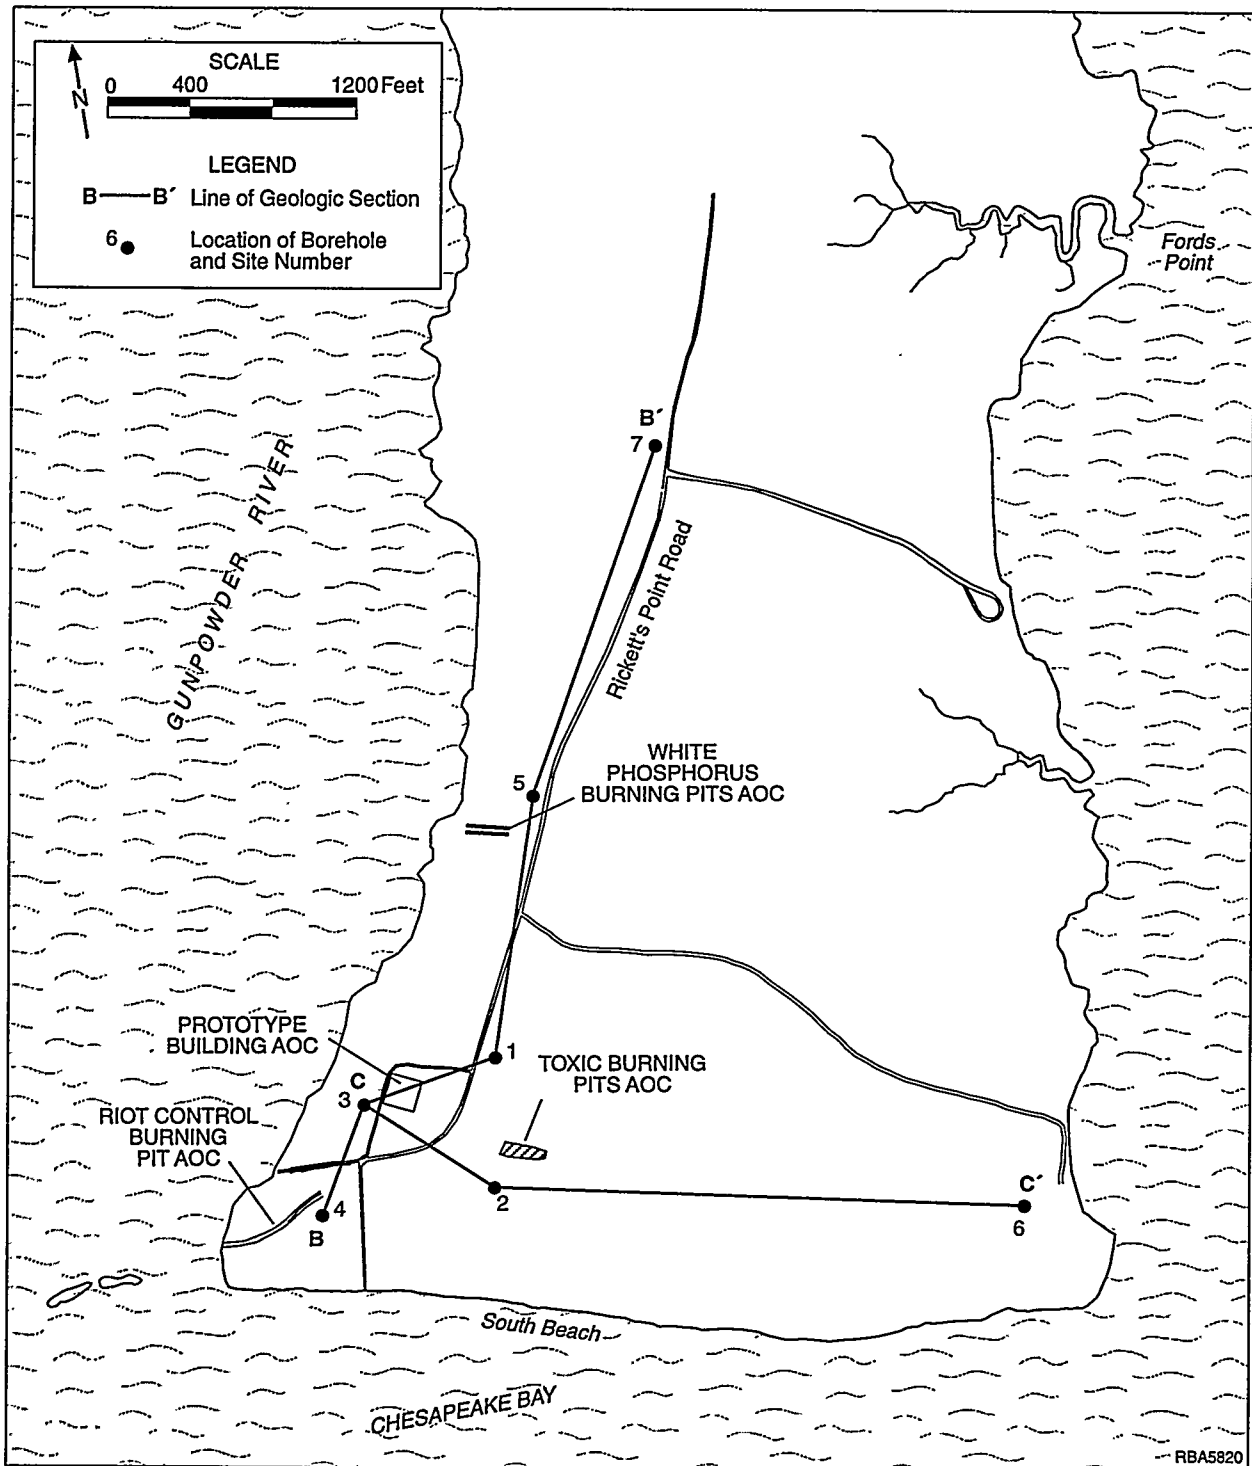 SCALE
0 400 1200 Feet
N
LEGEND
B B′ Line of Geologic Section
6 Location of Borehole
and Site Number
Fords
Point
B′
7
GUNPOWDER RIVER
Rickett's Point Road
WHITE
PHOSPHORUS
BURNING PITS AOC
5
PROTOTYPE
BUILDING AOC
1
TOXIC BURNING
PITS AOC
C
3
RIOT CONTROL
BURNING
PIT AOC
2
C′
6
4
B
South Beach
CHESAPEAKE BAY
RBA5820